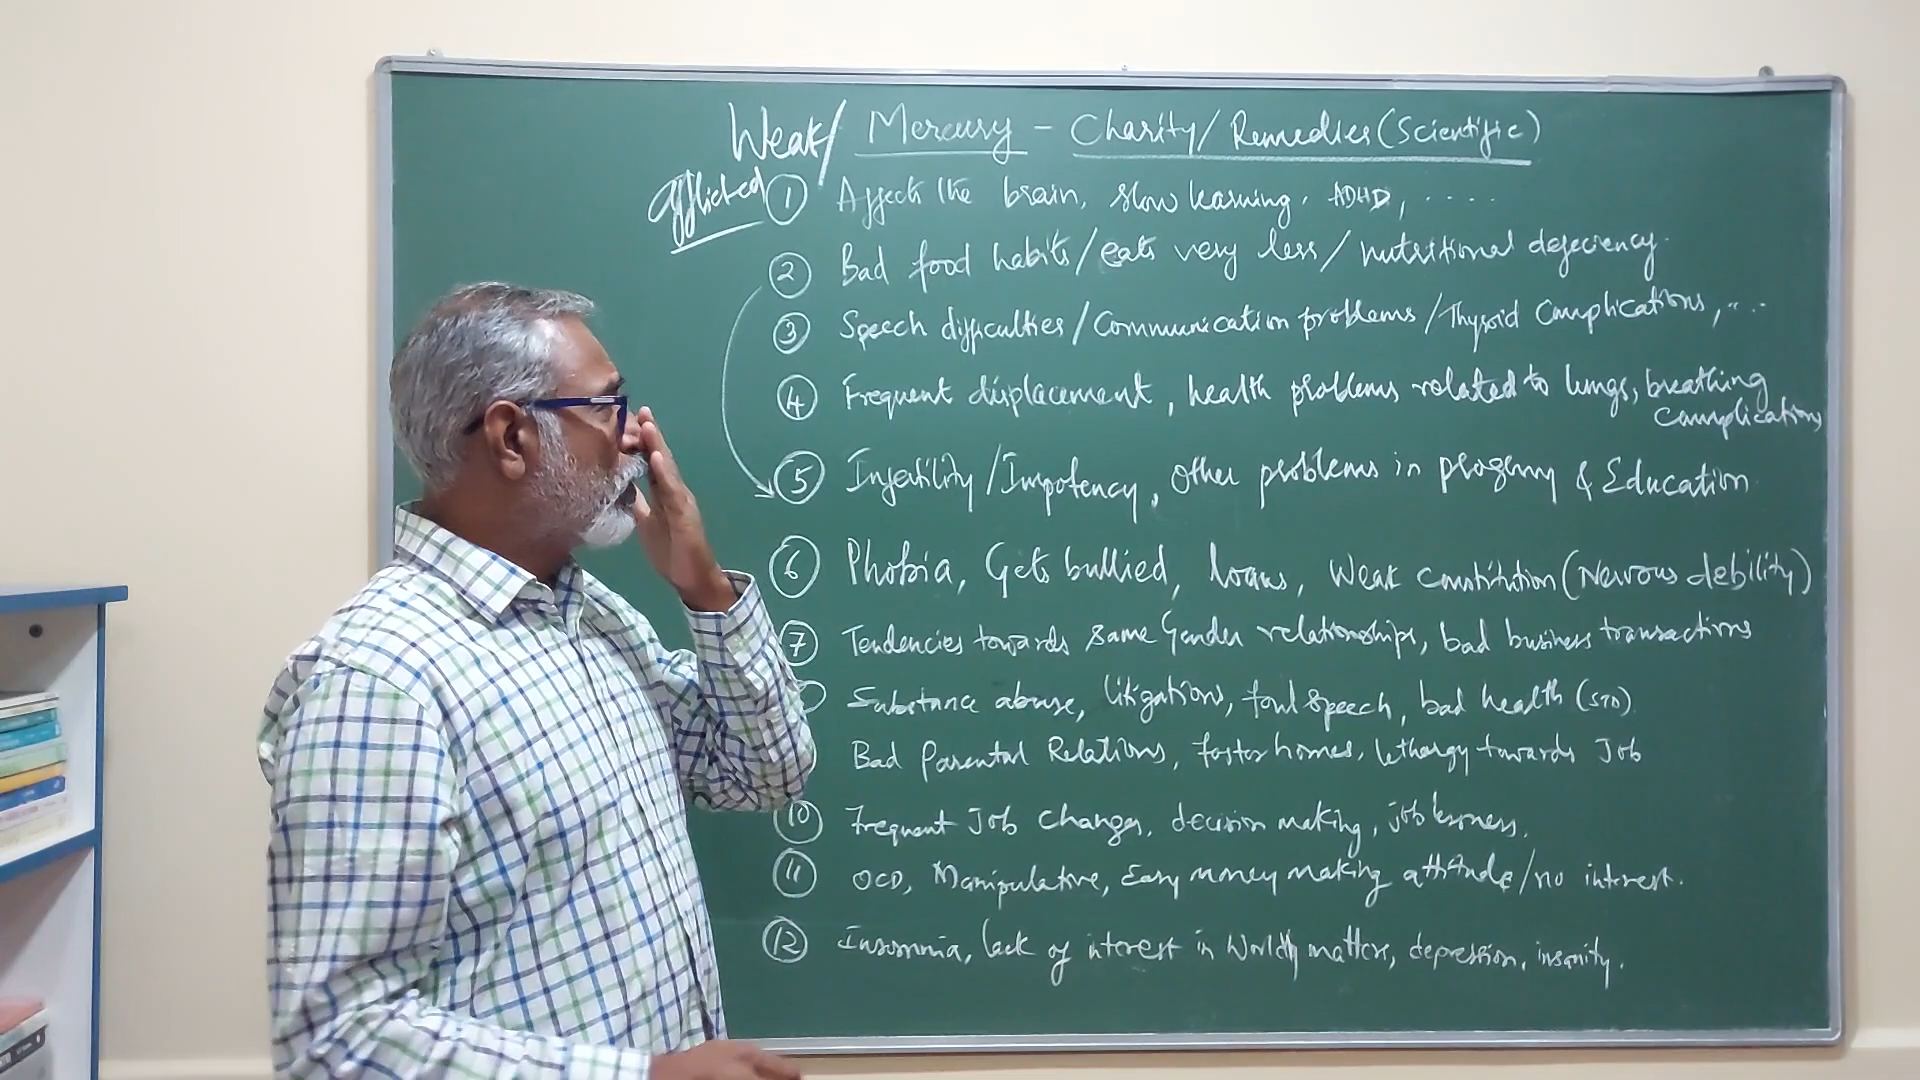 Weak/ Mercury - Charity/Remedies (Scientific)
afflicted
1 Affects the brain, slow learning. ADHD, ....
2 Bad food habits/eats very less/nutritional deficiency.
3 Speech difficulties/Communication problems/Thyroid Complications, ...
4 Frequent displacement, health problems related to lungs, breathing
complications
5 Infertility/Impotency, Other problems in progeny & Education
6 Phobia, Gets bullied, loans, Weak constitution (Nervous debility)
7 Tendencies towards same Gender relationships, bad business transactions
Substance abuse, litigations, foul speech, bad health (STD).
Bad Parental Relations, foster homes, lethargy towards Job
10 Frequent Job changes, decision making, joblessness.
11 OCD, Manipulative, Easy money making attitude/no interest.
12 Insomnia, lack of interest in Worldly matters, depression, insanity.